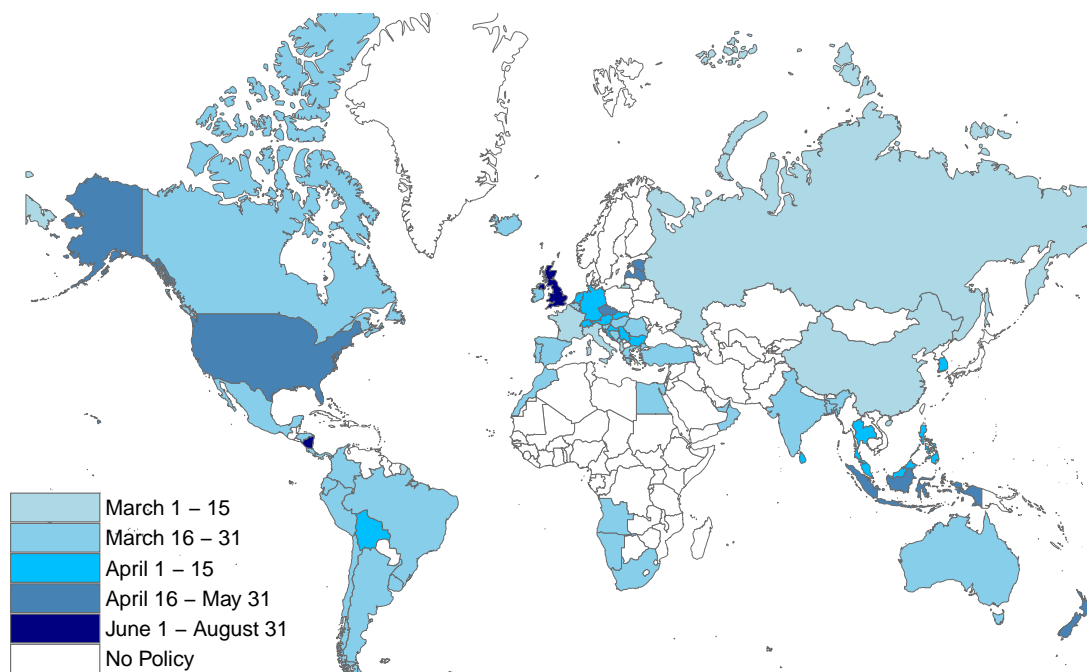 March 1 – 15
March 16 – 31
April 1 – 15
April 16 – May 31
June 1 – August 31
No Policy